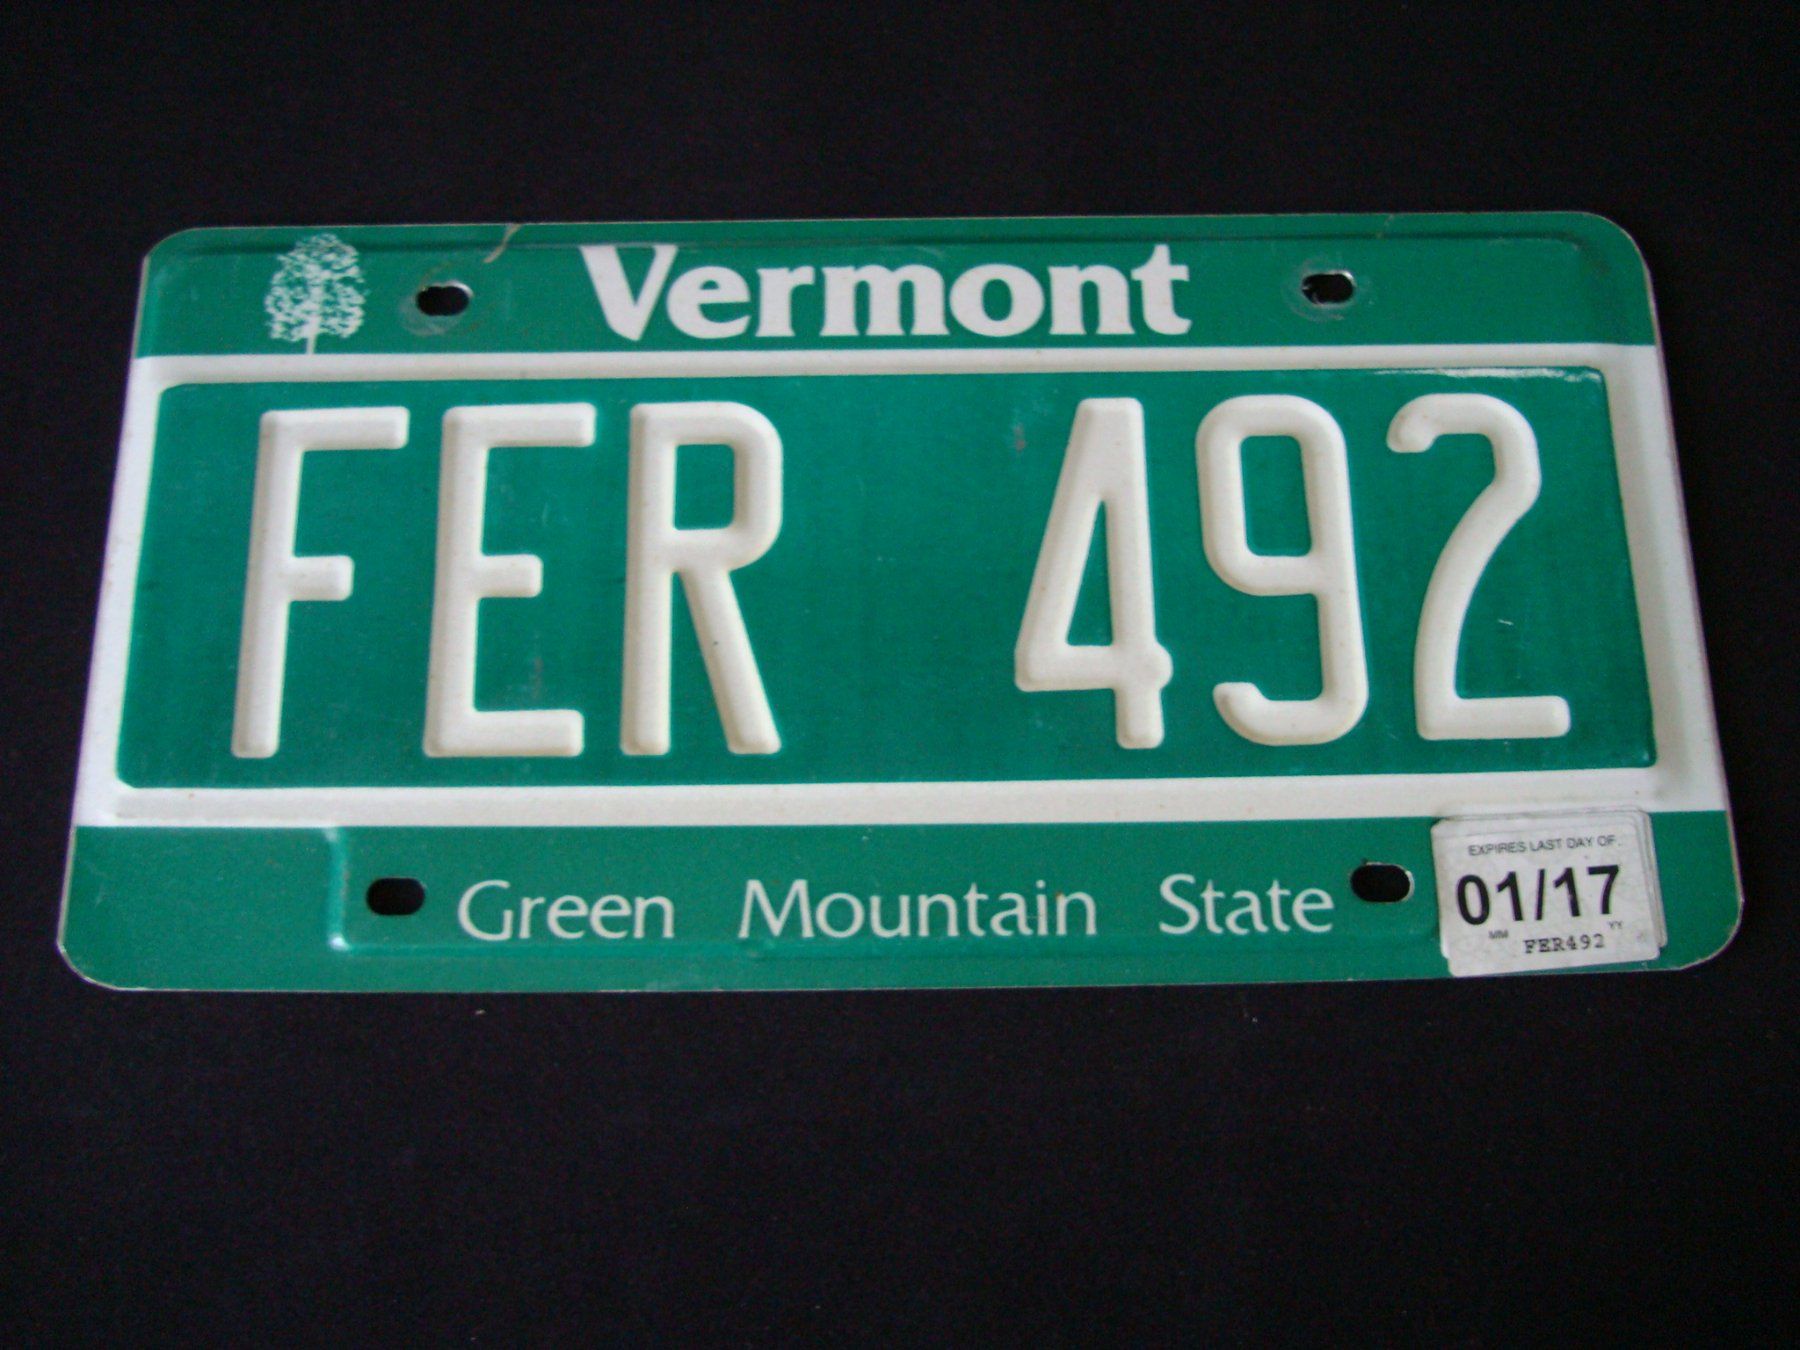 Vermont
FER 492
Green Mountain State
EXPIRES LAST DAY OF
01/17
MM YY
FER492